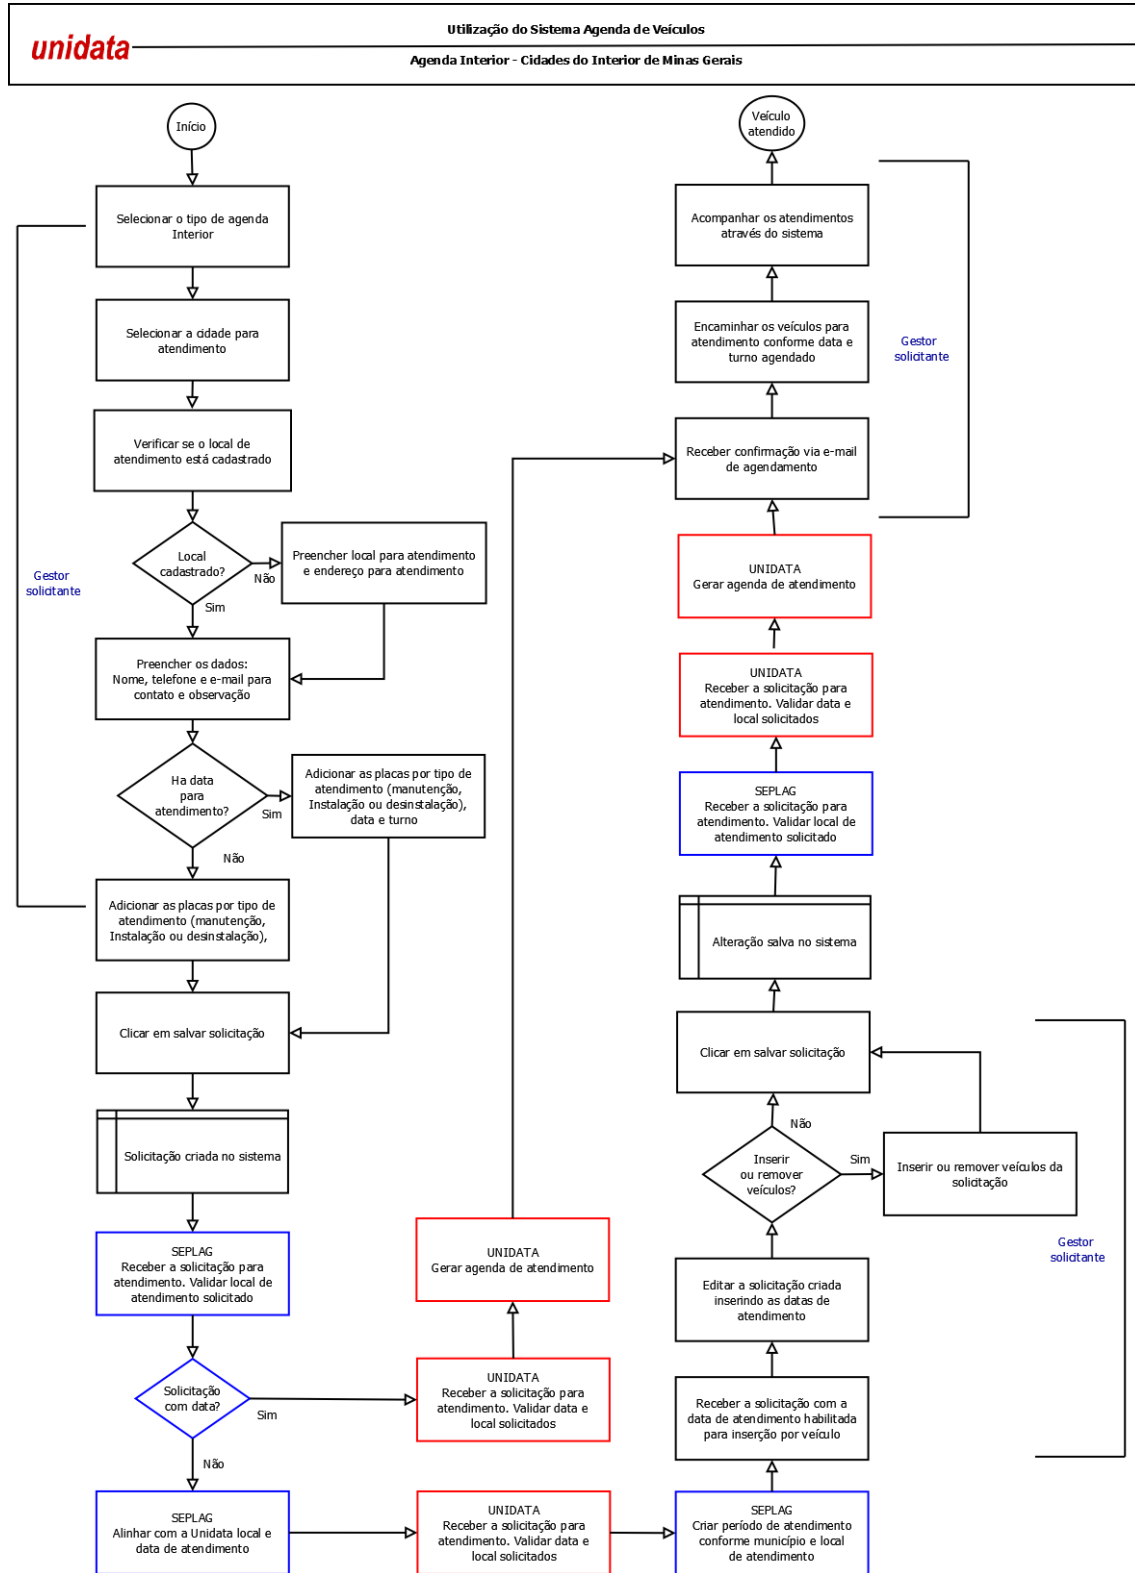 unidata
Utilização do Sistema Agenda de Veículos
Agenda Interior - Cidades do Interior de Minas Gerais
Início
Selecionar o tipo de agenda
Interior
Selecionar a cidade para
atendimento
Verificar se o local de
atendimento está cadastrado
Local
cadastrado?
Não
Sim
Preencher local para atendimento
e endereço para atendimento
Gestor
solicitante
Preencher os dados:
Nome, telefone e e-mail para
contato e observação
Ha data
para
atendimento?
Sim
Não
Adicionar as placas por tipo de
atendimento (manutenção,
Instalação ou desinstalação),
data e turno
Adicionar as placas por tipo de
atendimento (manutenção,
Instalação ou desinstalação),
Clicar em salvar solicitação
Solicitação criada no sistema
SEPLAG
Receber a solicitação para
atendimento. Validar local de
atendimento solicitado
Solicitação
com data?
Sim
Não
UNIDATA
Receber a solicitação para
atendimento. Validar data e
local solicitados
UNIDATA
Gerar agenda de atendimento
SEPLAG
Alinhar com a Unidata local e
data de atendimento
UNIDATA
Receber a solicitação para
atendimento. Validar data e
local solicitados
SEPLAG
Criar período de atendimento
conforme município e local
de atendimento
Receber a solicitação com a
data de atendimento habilitada
para inserção por veículo
Editar a solicitação criada
inserindo as datas de
atendimento
Inserir
ou remover
veículos?
Sim
Não
Inserir ou remover veículos da
solicitação
Gestor
solicitante
Clicar em salvar solicitação
Alteração salva no sistema
SEPLAG
Receber a solicitação para
atendimento. Validar local de
atendimento solicitado
UNIDATA
Receber a solicitação para
atendimento. Validar data e
local solicitados
UNIDATA
Gerar agenda de atendimento
Receber confirmação via e-mail
de agendamento
Encaminhar os veículos para
atendimento conforme data e
turno agendado
Gestor
solicitante
Acompanhar os atendimentos
através do sistema
Veículo
atendido